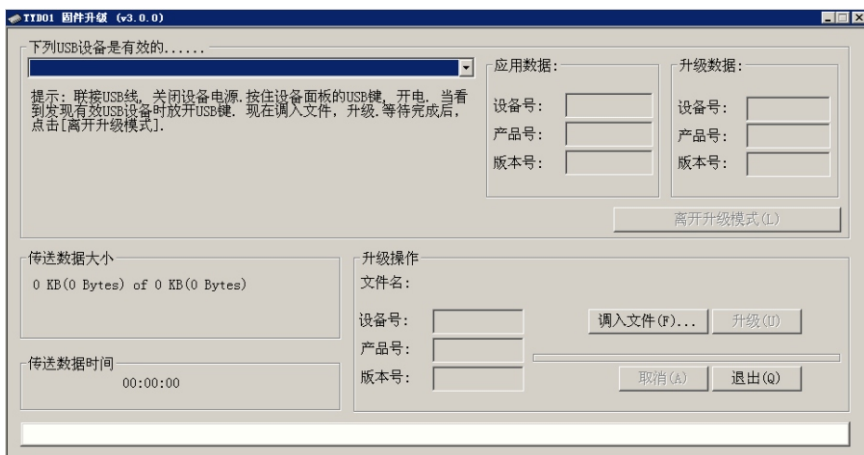 TYD01 固件升级 (v3.0.0)
下列USB设备是有效的......
提示: 联接USB线, 关闭设备电源.按住设备面板的USB键, 开电. 当看
到发现有效USB设备时放开USB键. 现在调入文件, 升级.等待完成后,
点击[离开升级模式].
应用数据:
设备号:
产品号:
版本号:
升级数据:
设备号:
产品号:
版本号:
离开升级模式(L)
传送数据大小
0 KB(0 Bytes) of 0 KB(0 Bytes)
传送数据时间
00:00:00
升级操作
文件名:
设备号:
产品号:
版本号:
调入文件(F)...
升级(U)
取消(A)
退出(Q)